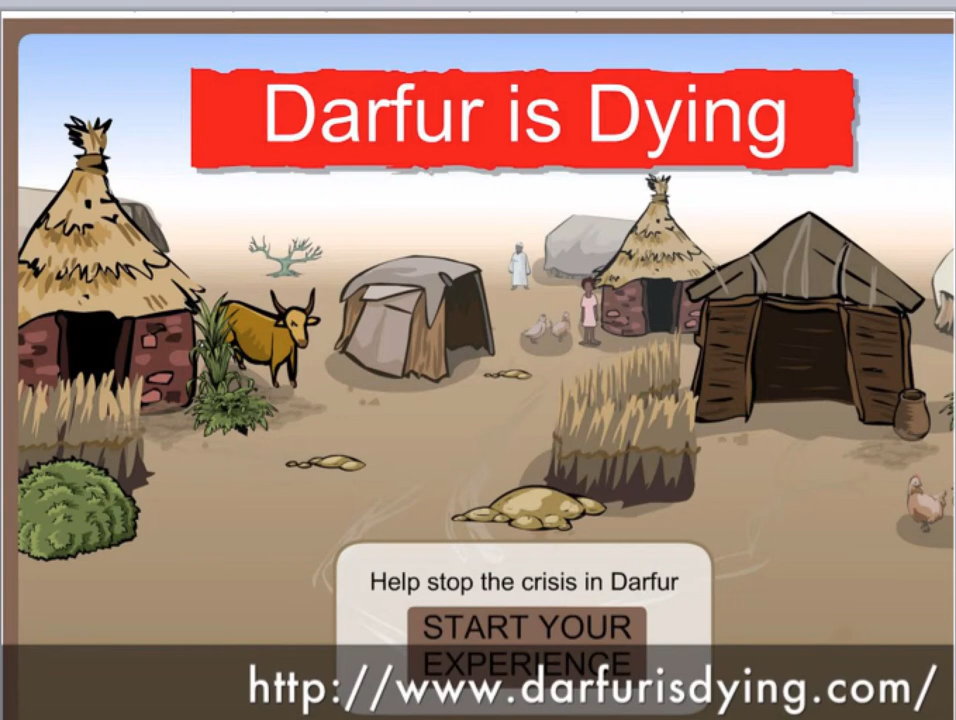 Darfur is Dying
Help stop the crisis in Darfur
START YOUR
EXPERIENCE
http://www.darfurisdying.com/